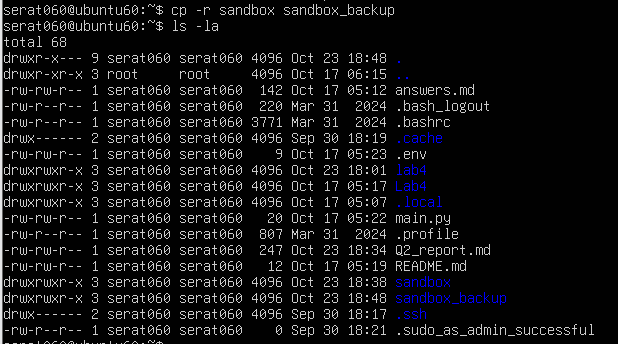 serat060@ubuntu60:~$ cp -r sandbox sandbox_backup
serat060@ubuntu60:~$ ls -la
total 68
drwxr-x--- 9 serat060 serat060 4096 Oct 23 18:48 .
drwxr-xr-x 3 root     root     4096 Oct 17 06:15 ..
-rw-rw-r-- 1 serat060 serat060  142 Oct 17 05:12 answers.md
-rw-r--r-- 1 serat060 serat060  220 Mar 31  2024 .bash_logout
-rw-r--r-- 1 serat060 serat060 3771 Mar 31  2024 .bashrc
drwx------ 2 serat060 serat060 4096 Sep 30 18:19 .cache
-rw-rw-r-- 1 serat060 serat060    9 Oct 17 05:23 .env
drwxrwxr-x 3 serat060 serat060 4096 Oct 23 18:01 lab4
drwxrwxr-x 3 serat060 serat060 4096 Oct 17 05:17 Lab4
drwxrwxr-x 3 serat060 serat060 4096 Oct 17 05:07 .local
-rw-rw-r-- 1 serat060 serat060   20 Oct 17 05:22 main.py
-rw-r--r-- 1 serat060 serat060  807 Mar 31  2024 .profile
-rw-rw-r-- 1 serat060 serat060  247 Oct 23 18:34 Q2_report.md
-rw-rw-r-- 1 serat060 serat060   12 Oct 17 05:19 README.md
drwxrwxr-x 3 serat060 serat060 4096 Oct 23 18:38 sandbox
drwxrwxr-x 3 serat060 serat060 4096 Oct 23 18:48 sandbox_backup
drwx------ 2 serat060 serat060 4096 Sep 30 18:17 .ssh
-rw-r--r-- 1 serat060 serat060    0 Sep 30 18:21 .sudo_as_admin_successful
serat060@ubuntu60:~$